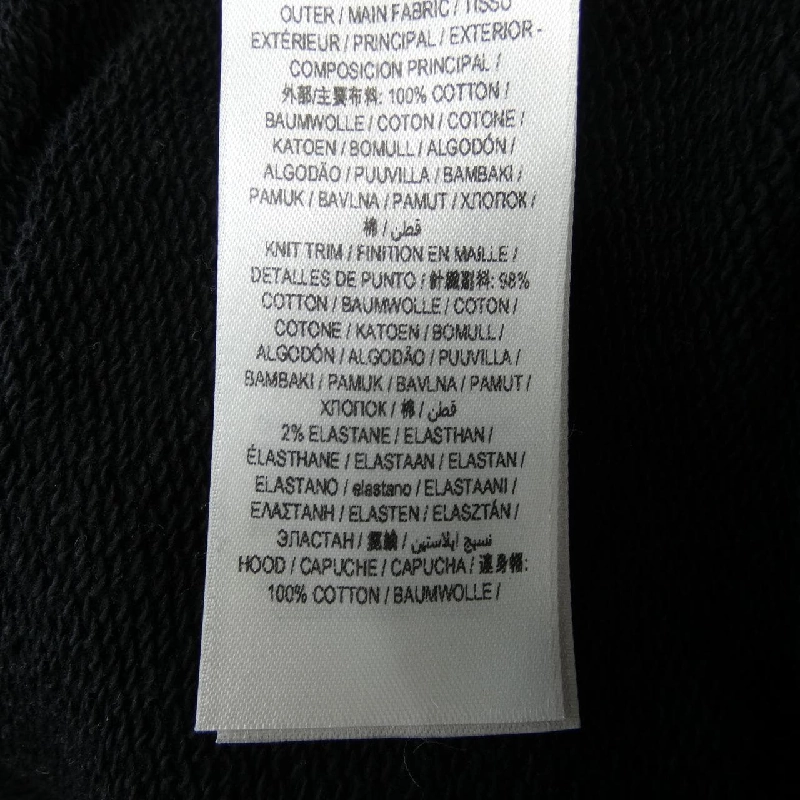 OUTER / MAIN FABRIC / TISSU
EXTÉRIEUR / PRINCIPAL / EXTERIOR -
COMPOSICION PRINCIPAL /
外部/主要布料: 100% COTTON /
BAUMWOLLE / COTON / COTONE /
KATOEN / BOMULL / ALGODÓN /
ALGODÃO / PUUVILLA / BAMBAKI /
PAMUK / BAVLNA / PAMUT / ХЛОПОК /
棉 / قطن
KNIT TRIM / FINITION EN MAILLE /
DETALLES DE PUNTO / 針織副料: 98%
COTTON / BAUMWOLLE / COTON /
COTONE / KATOEN / BOMULL /
ALGODÓN / ALGODÃO / PUUVILLA /
BAMBAKI / PAMUK / BAVLNA / PAMUT /
ХЛОПОК / 棉 / قطن
2% ELASTANE / ELASTHAN /
ÉLASTHANE / ELASTAAN / ELASTAN /
ELASTANO / elastano / ELASTAANI /
ΕΛΑΣΤΑΝΗ / ELASTEN / ELASZTÁN /
ЭЛАСТАН / 氨綸 / نسيج ايلاستين
HOOD / CAPUCHE / CAPUCHA / 連身帽:
100% COTTON / BAUMWOLLE /